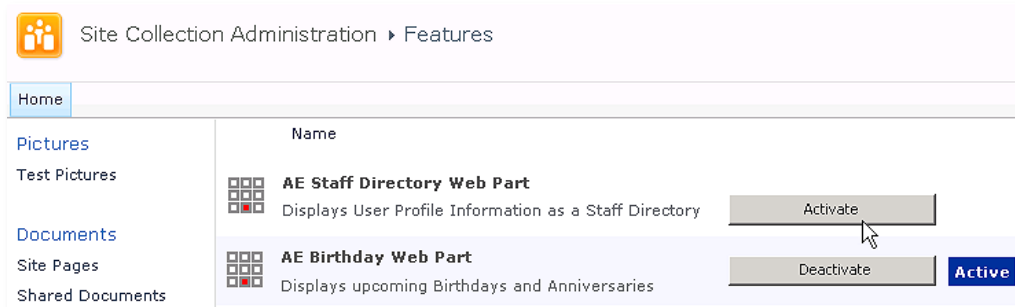 Site Collection Administration ▸ Features
Home
Pictures
Test Pictures
Documents
Site Pages
Shared Documents
Name
AE Staff Directory Web Part
Displays User Profile Information as a Staff Directory
Activate
AE Birthday Web Part
Displays upcoming Birthdays and Anniversaries
Deactivate
Active